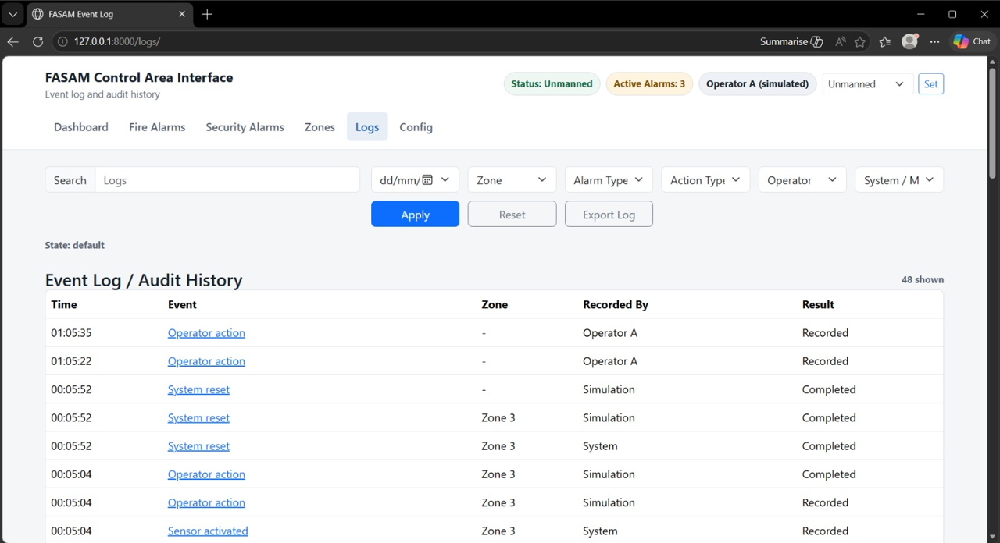 FASAM Event Log
127.0.0.1:8000/logs/ Summarise Chat
FASAM Control Area Interface
Event log and audit history
Status: Unmanned Active Alarms: 3 Operator A (simulated) Unmanned Set
Dashboard Fire Alarms Security Alarms Zones Logs Config
Search Logs dd/mm/ Zone Alarm Type Action Type Operator System / M
Apply Reset Export Log
State: default
Event Log / Audit History 48 shown
Time Event Zone Recorded By Result
01:05:35 Operator action - Operator A Recorded
01:05:22 Operator action - Operator A Recorded
00:05:52 System reset - Simulation Completed
00:05:52 System reset Zone 3 Simulation Completed
00:05:52 System reset Zone 3 System Completed
00:05:04 Operator action Zone 3 Simulation Completed
00:05:04 Operator action Zone 3 Simulation Recorded
00:05:04 Sensor activated Zone 3 System Recorded